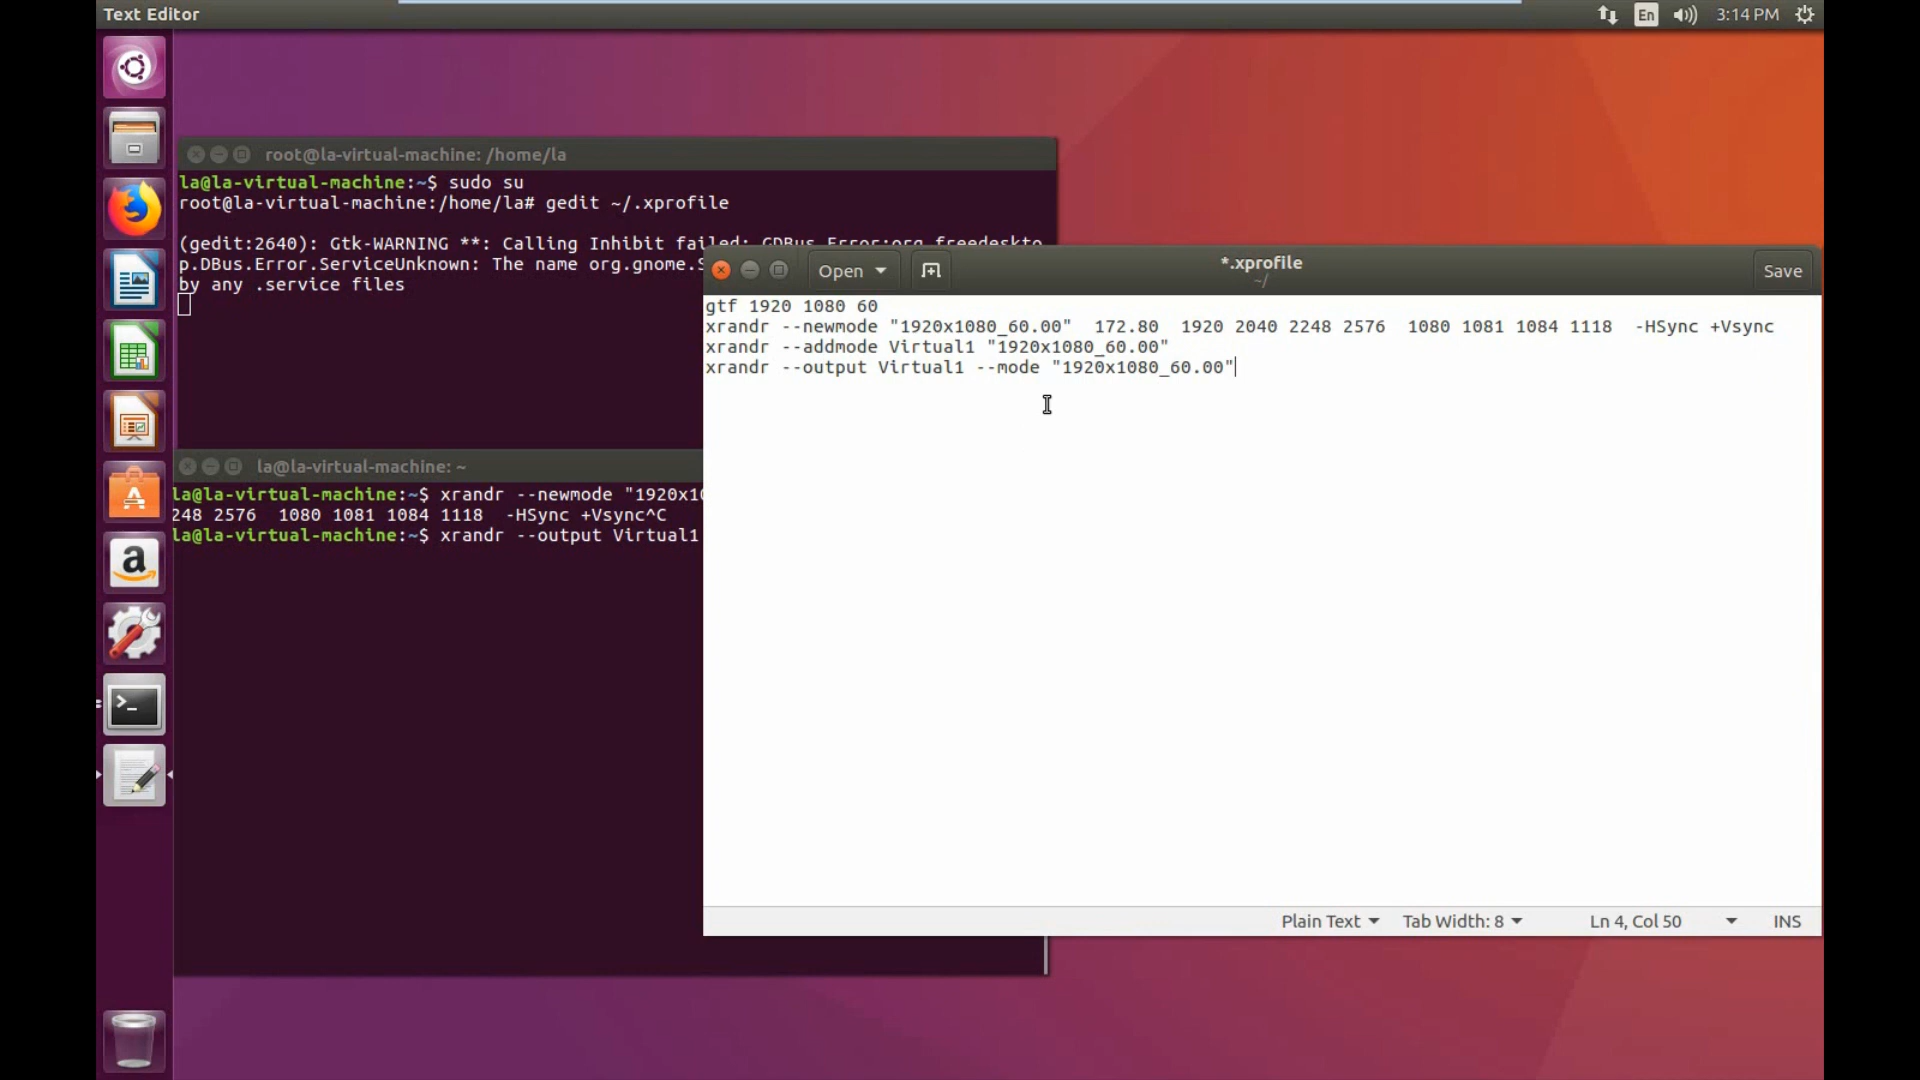 Text Editor
En
3:14 PM
root@la-virtual-machine: /home/la
la@la-virtual-machine:~$ sudo su
root@la-virtual-machine:/home/la# gedit ~/.xprofile
(gedit:2640): Gtk-WARNING **: Calling Inhibit failed: GDBus.Error:org.freedeskto
p.DBus.Error.ServiceUnknown: The name org.gnome.S
by any .service files
Open
*.xprofile
~/
Save
gtf 1920 1080 60
xrandr --newmode "1920x1080_60.00"  172.80  1920 2040 2248 2576  1080 1081 1084 1118  -HSync +Vsync
xrandr --addmode Virtual1 "1920x1080_60.00"
xrandr --output Virtual1 --mode "1920x1080_60.00"
la@la-virtual-machine: ~
la@la-virtual-machine:~$ xrandr --newmode "1920x10
248 2576  1080 1081 1084 1118  -HSync +Vsync^C
la@la-virtual-machine:~$ xrandr --output Virtual1
Plain Text
Tab Width: 8
Ln 4, Col 50
INS